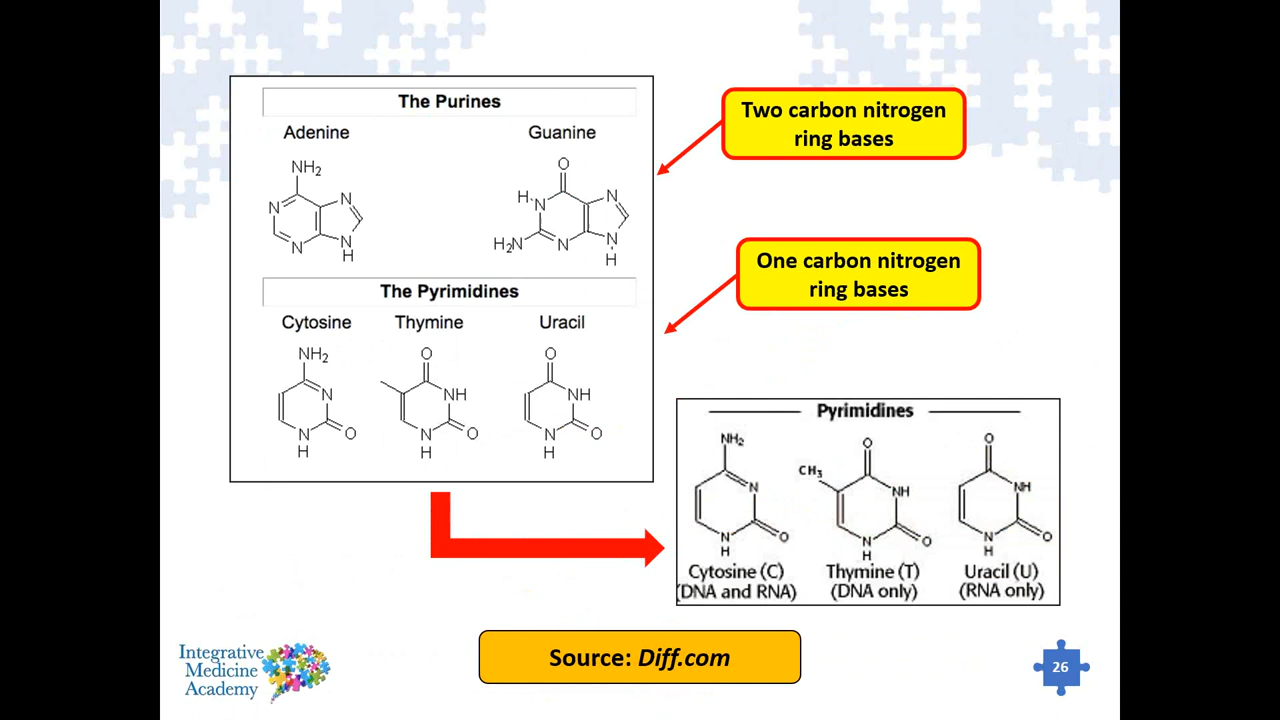 The Purines
Adenine Guanine
NH2
N
N
N
N
H
O
H
N
N
H2N
N
N
H
The Pyrimidines
Cytosine Thymine Uracil
NH2
N
N
O
H
O
NH
N
O
H
O
NH
N
O
H
Two carbon nitrogen
ring bases
One carbon nitrogen
ring bases
Pyrimidines
NH2
N
N
O
H
O
CH3
NH
N
O
H
O
NH
N
O
H
Cytosine (C)
(DNA and RNA)
Thymine (T)
(DNA only)
Uracil (U)
(RNA only)
Integrative
Medicine
Academy
Source: Diff.com
26